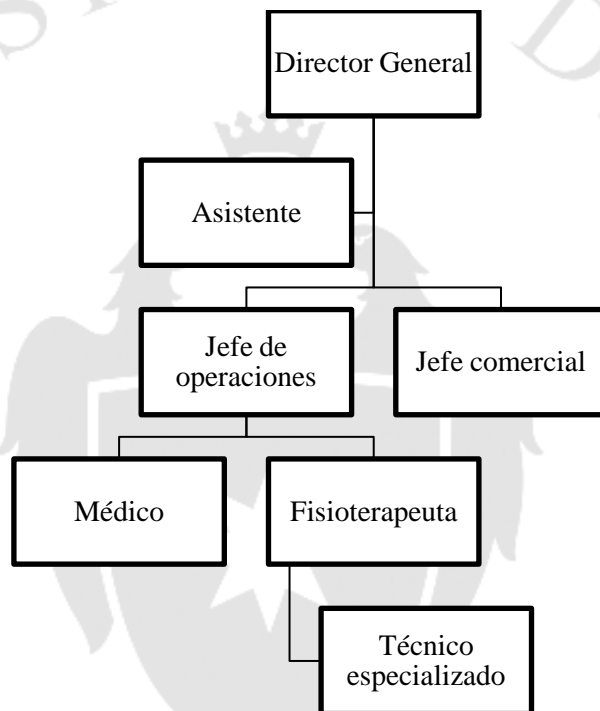 Director General
Asistente
Jefe de
operaciones
Jefe comercial
Médico
Fisioterapeuta
Técnico
especializado